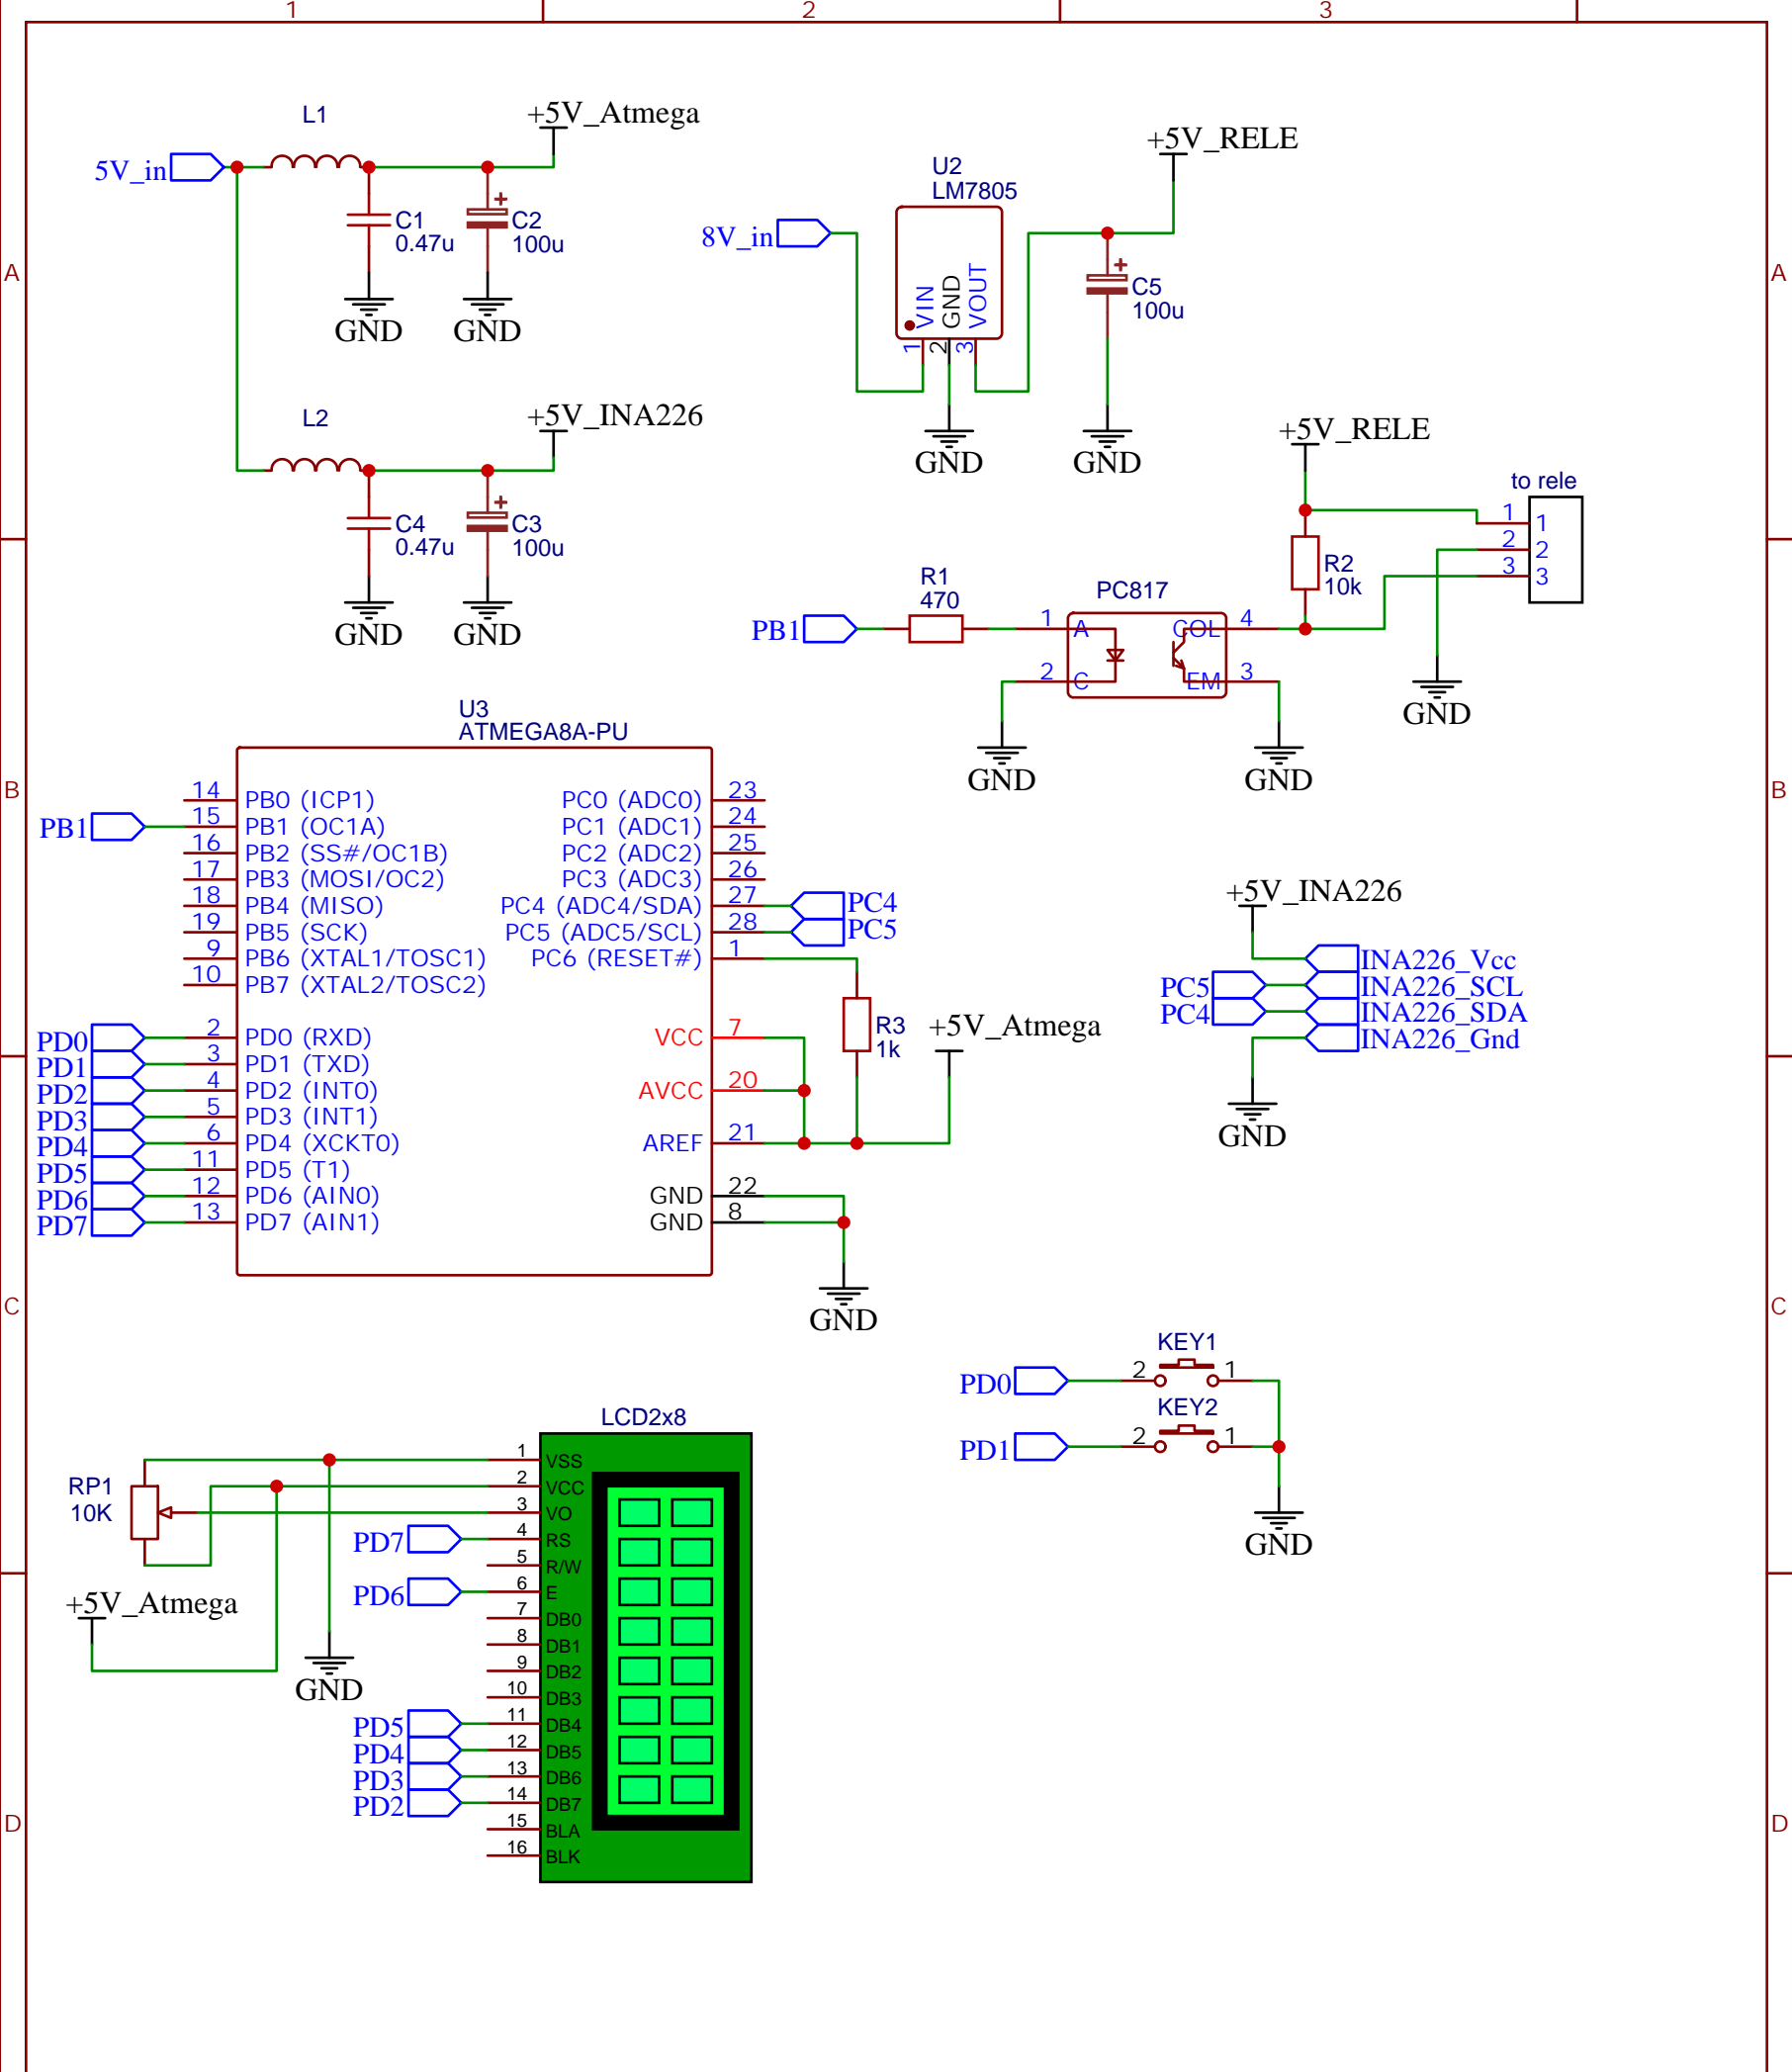 1
2
3
A
A
B
B
C
C
D
D
L1
+5V_Atmega
5V_in
C1
0.47u
C2
100u
GND
GND
L2
+5V_INA226
C4
0.47u
C3
100u
GND
GND
U2
LM7805
+5V_RELE
8V_in
VIN
GND
VOUT
1
2
3
C5
100u
GND
GND
+5V_RELE
to rele
1 1
2 2
3 3
R2
10k
R1
470
PC817
PB1
1 A COL 4
2 C EM 3
GND
GND
GND
U3
ATMEGA8A-PU
14 PB0 (ICP1) PC0 (ADC0) 23
PB1 15 PB1 (OC1A) PC1 (ADC1) 24
16 PB2 (SS#/OC1B) PC2 (ADC2) 25
17 PB3 (MOSI/OC2) PC3 (ADC3) 26
18 PB4 (MISO) PC4 (ADC4/SDA) 27 PC4
19 PB5 (SCK) PC5 (ADC5/SCL) 28 PC5
9 PB6 (XTAL1/TOSC1) PC6 (RESET#) 1
10 PB7 (XTAL2/TOSC2)
PD0 2 PD0 (RXD) VCC 7
PD1 3 PD1 (TXD)
PD2 4 PD2 (INT0) AVCC 20
PD3 5 PD3 (INT1)
PD4 6 PD4 (XCKT0) AREF 21
PD5 11 PD5 (T1)
PD6 12 PD6 (AIN0) GND 22
PD7 13 PD7 (AIN1) GND 8
R3
1k
+5V_Atmega
GND
+5V_INA226
INA226_Vcc
PC5 INA226_SCL
PC4 INA226_SDA
INA226_Gnd
GND
KEY1
PD0 2 1
KEY2
PD1 2 1
GND
LCD2x8
RP1
10K
+5V_Atmega
GND
1 VSS
2 VCC
3 VO
PD7 4 RS
5 R/W
PD6 6 E
7 DB0
8 DB1
9 DB2
10 DB3
PD5 11 DB4
PD4 12 DB5
PD3 13 DB6
PD2 14 DB7
15 BLA
16 BLK